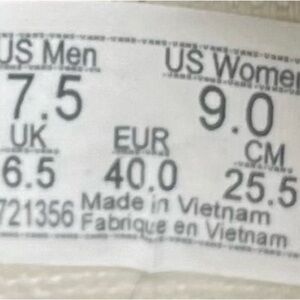 US Men US Women
7.5 9.0
UK EUR CM
6.5 40.0 25.5
721356 Made in Vietnam
Fabriqué en Vietnam